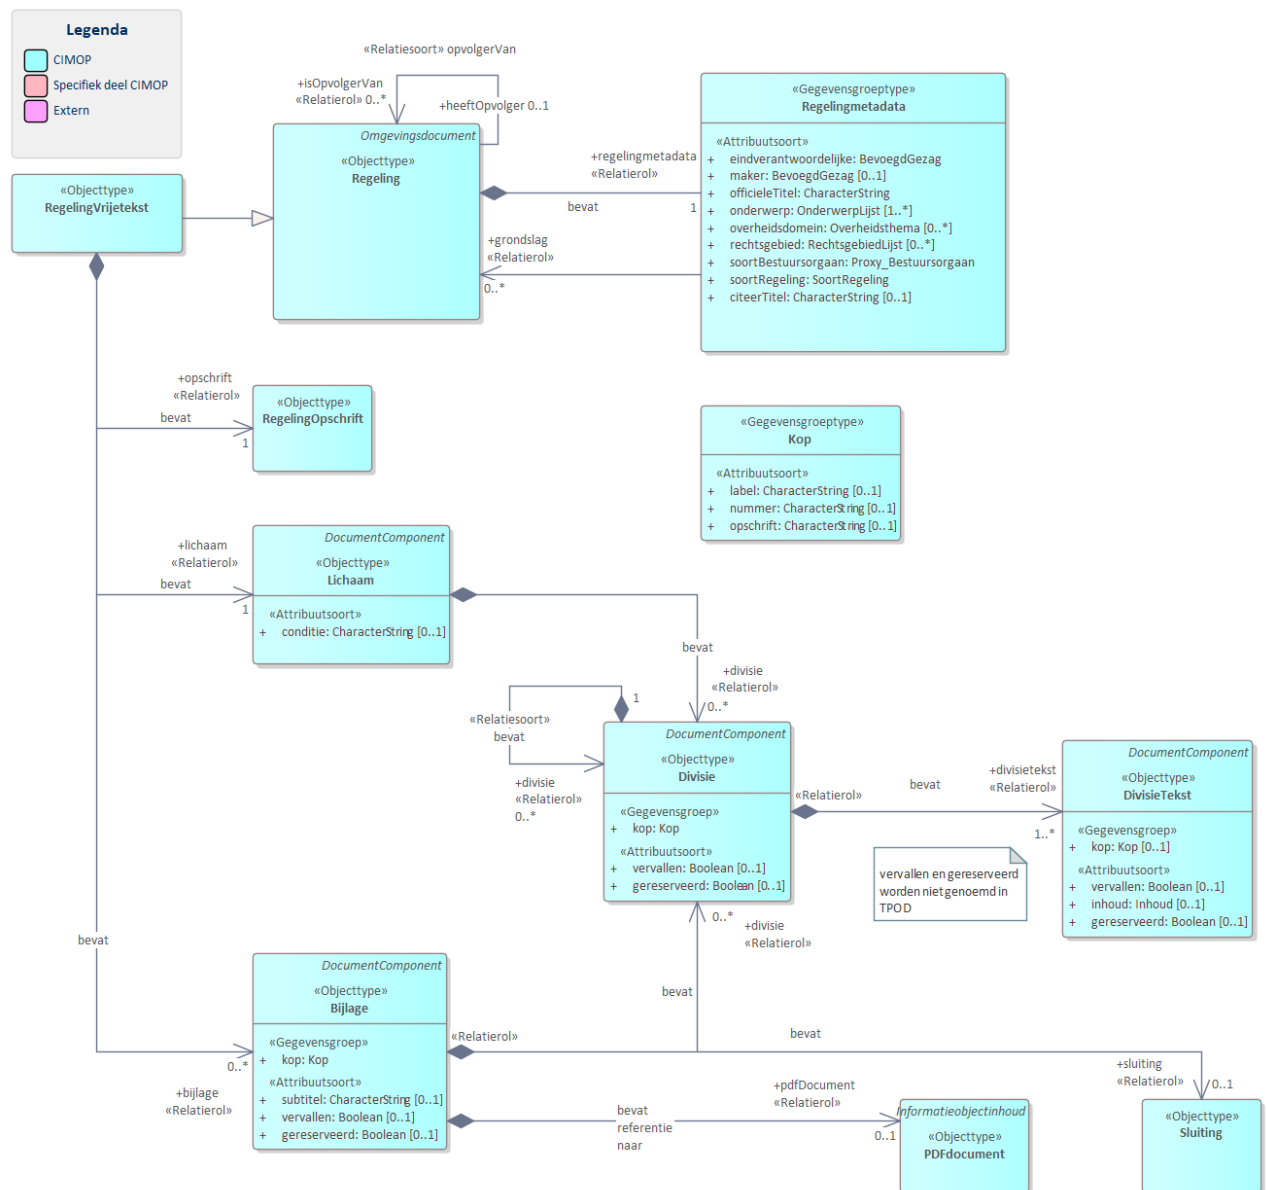 Legenda
CIMOP
Specifiek deel CIMOP
Extern
«Relatiesoort» opvolgerVan
+isOpvolgerVan
«Relatierol» 0..*
+heeftOpvolger 0..1
«Objecttype»
RegelingVrijetekst
Omgevingsdocument
«Objecttype»
Regeling
+regelingmetadata
«Relatierol»
bevat
1
+grondslag
«Relatierol»
0..*
«Gegevensgroeptype»
Regelingmetadata
«Attribuutsoort»
+ eindverantwoordelijke: BevoegdGezag
+ maker: BevoegdGezag [0..1]
+ officieleTitel: CharacterString
+ onderwerp: OnderwerpLijst [1..*]
+ overheidsdomein: Overheidsthema [0..*]
+ rechtsgebied: RechtsgebiedLijst [0..*]
+ soortBestuursorgaan: Proxy_Bestuursorgaan
+ soortRegeling: SoortRegeling
+ citeerTitel: CharacterString [0..1]
+opschrift
«Relatierol»
bevat
1
«Objecttype»
RegelingOpschrift
«Gegevensgroeptype»
Kop
«Attribuutsoort»
+ label: CharacterString [0..1]
+ nummer: CharacterString [0..1]
+ opschrift: CharacterString [0..1]
+lichaam
«Relatierol»
bevat
1
DocumentComponent
«Objecttype»
Lichaam
«Attribuutsoort»
+ conditie: CharacterString [0..1]
bevat
+divisie
«Relatierol»
0..*
1
«Relatiesoort»
bevat
+divisie
«Relatierol»
0..*
DocumentComponent
«Objecttype»
Divisie
«Gegevensgroep»
+ kop: Kop
«Attribuutsoort»
+ vervallen: Boolean [0..1]
+ gereserveerd: Boolean [0..1]
«Relatierol»
bevat
+divisietekst
«Relatierol»
1..*
DocumentComponent
«Objecttype»
DivisieTekst
«Gegevensgroep»
+ kop: Kop [0..1]
«Attribuutsoort»
+ vervallen: Boolean [0..1]
+ inhoud: Inhoud [0..1]
+ gereserveerd: Boolean [0..1]
vervallen en gereserveerd
worden niet genoemd in
TPOD
0..*
+divisie
«Relatierol»
bevat
bevat
0..*
+bijlage
«Relatierol»
DocumentComponent
«Objecttype»
Bijlage
«Gegevensgroep»
+ kop: Kop
«Attribuutsoort»
+ subtitel: CharacterString [0..1]
+ vervallen: Boolean [0..1]
+ gereserveerd: Boolean [0..1]
«Relatierol»
bevat
+sluiting
«Relatierol»
0..1
bevat
referentie
naar
+pdfDocument
«Relatierol»
0..1
Informatieobjectinhoud
«Objecttype»
PDFdocument
«Objecttype»
Sluiting